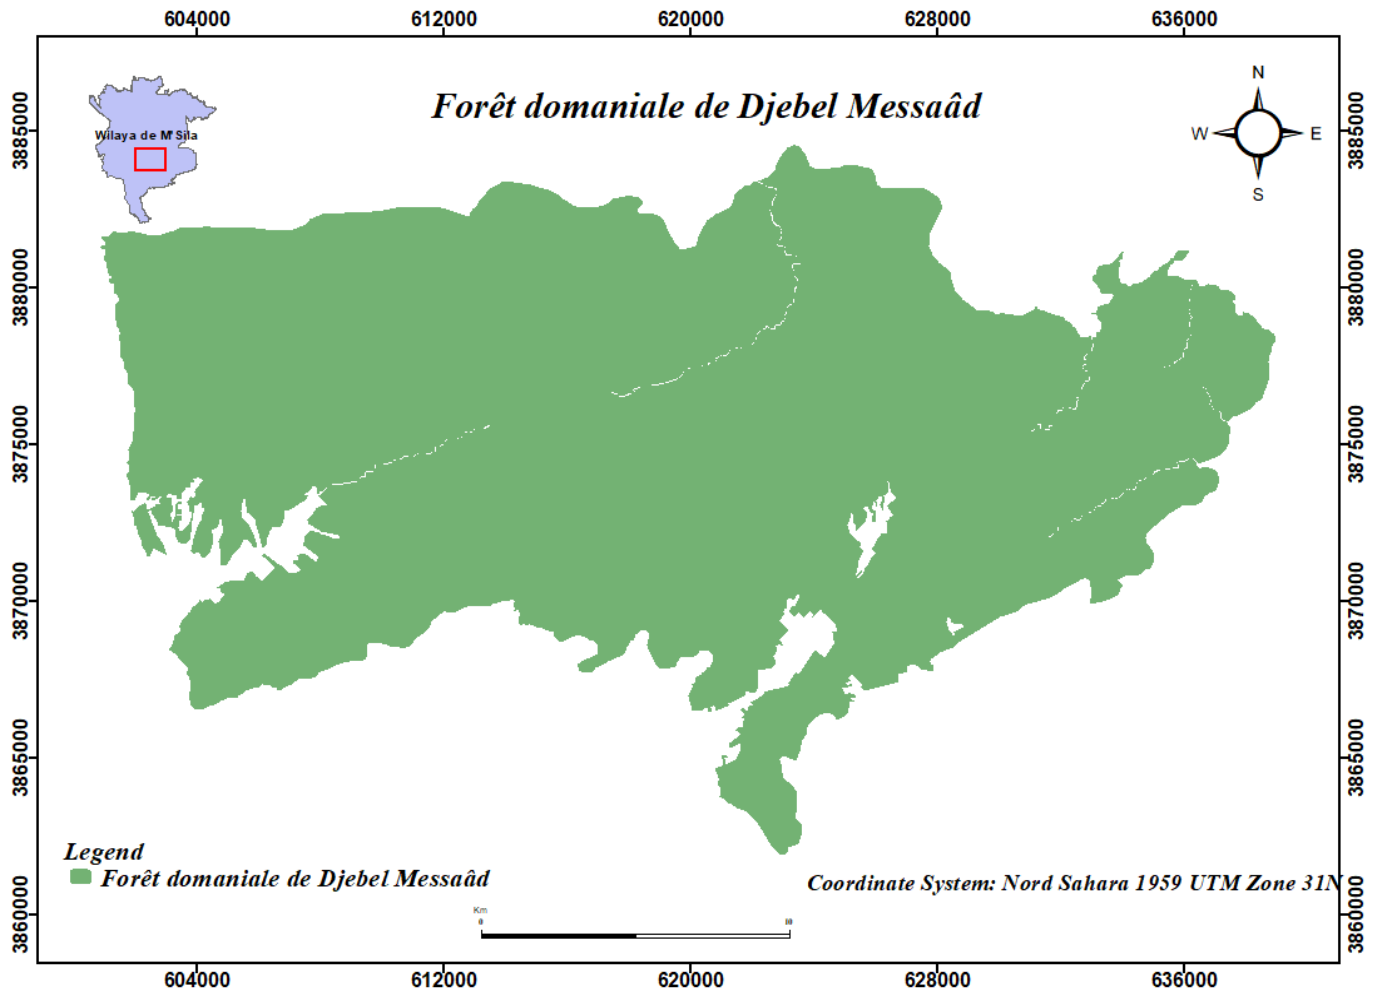 604000 612000 620000 628000 636000
Forêt domaniale de Djebel Messaâd
Wilaya de M'Sila
N
W E
S
3885000 3885000
3880000 3880000
3875000 3875000
3870000 3870000
3865000 3865000
3860000 3860000
Legend
Forêt domaniale de Djebel Messaâd
Coordinate System: Nord Sahara 1959 UTM Zone 31N
Km
0
604000 612000 620000 628000 636000